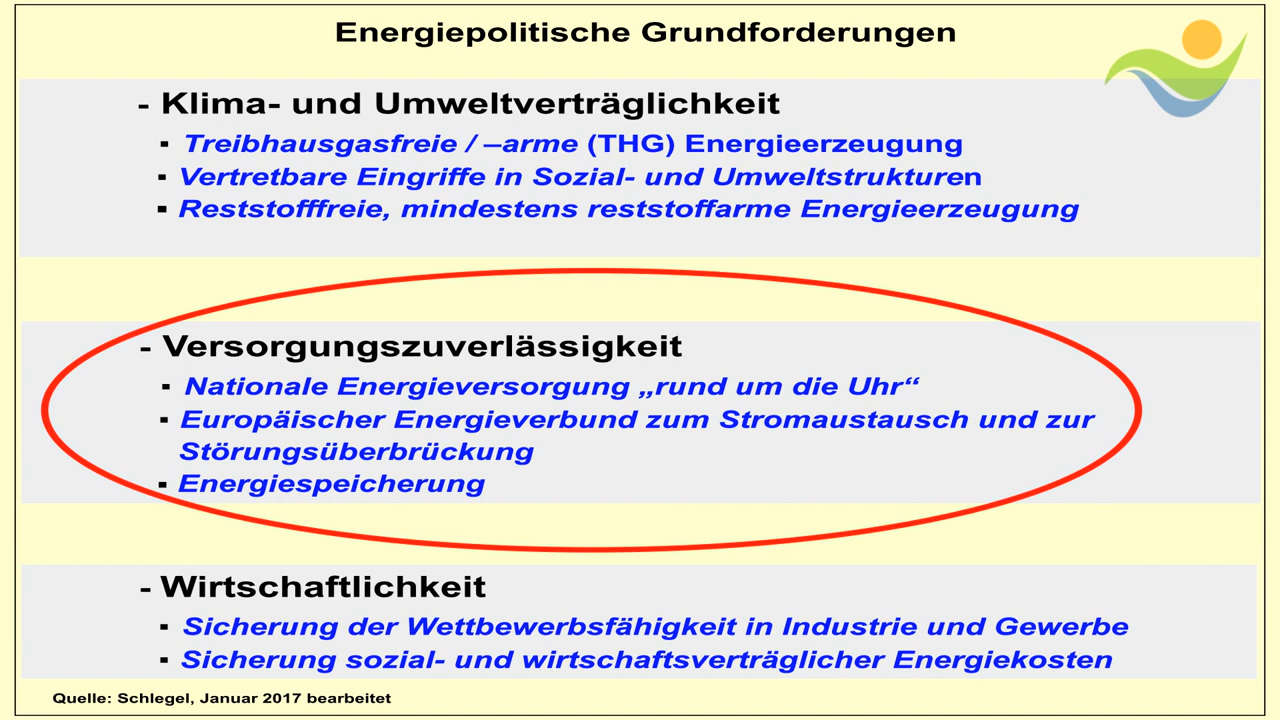 Energiepolitische Grundforderungen
- Klima- und Umweltverträglichkeit
▪ Treibhausgasfreie / –arme (THG) Energieerzeugung
▪ Vertretbare Eingriffe in Sozial- und Umweltstrukturen
▪ Reststofffreie, mindestens reststoffarme Energieerzeugung
- Versorgungszuverlässigkeit
▪ Nationale Energieversorgung „rund um die Uhr“
▪ Europäischer Energieverbund zum Stromaustausch und zur
Störungsüberbrückung
▪ Energiespeicherung
- Wirtschaftlichkeit
▪ Sicherung der Wettbewerbsfähigkeit in Industrie und Gewerbe
▪ Sicherung sozial- und wirtschaftsverträglicher Energiekosten
Quelle: Schlegel, Januar 2017 bearbeitet